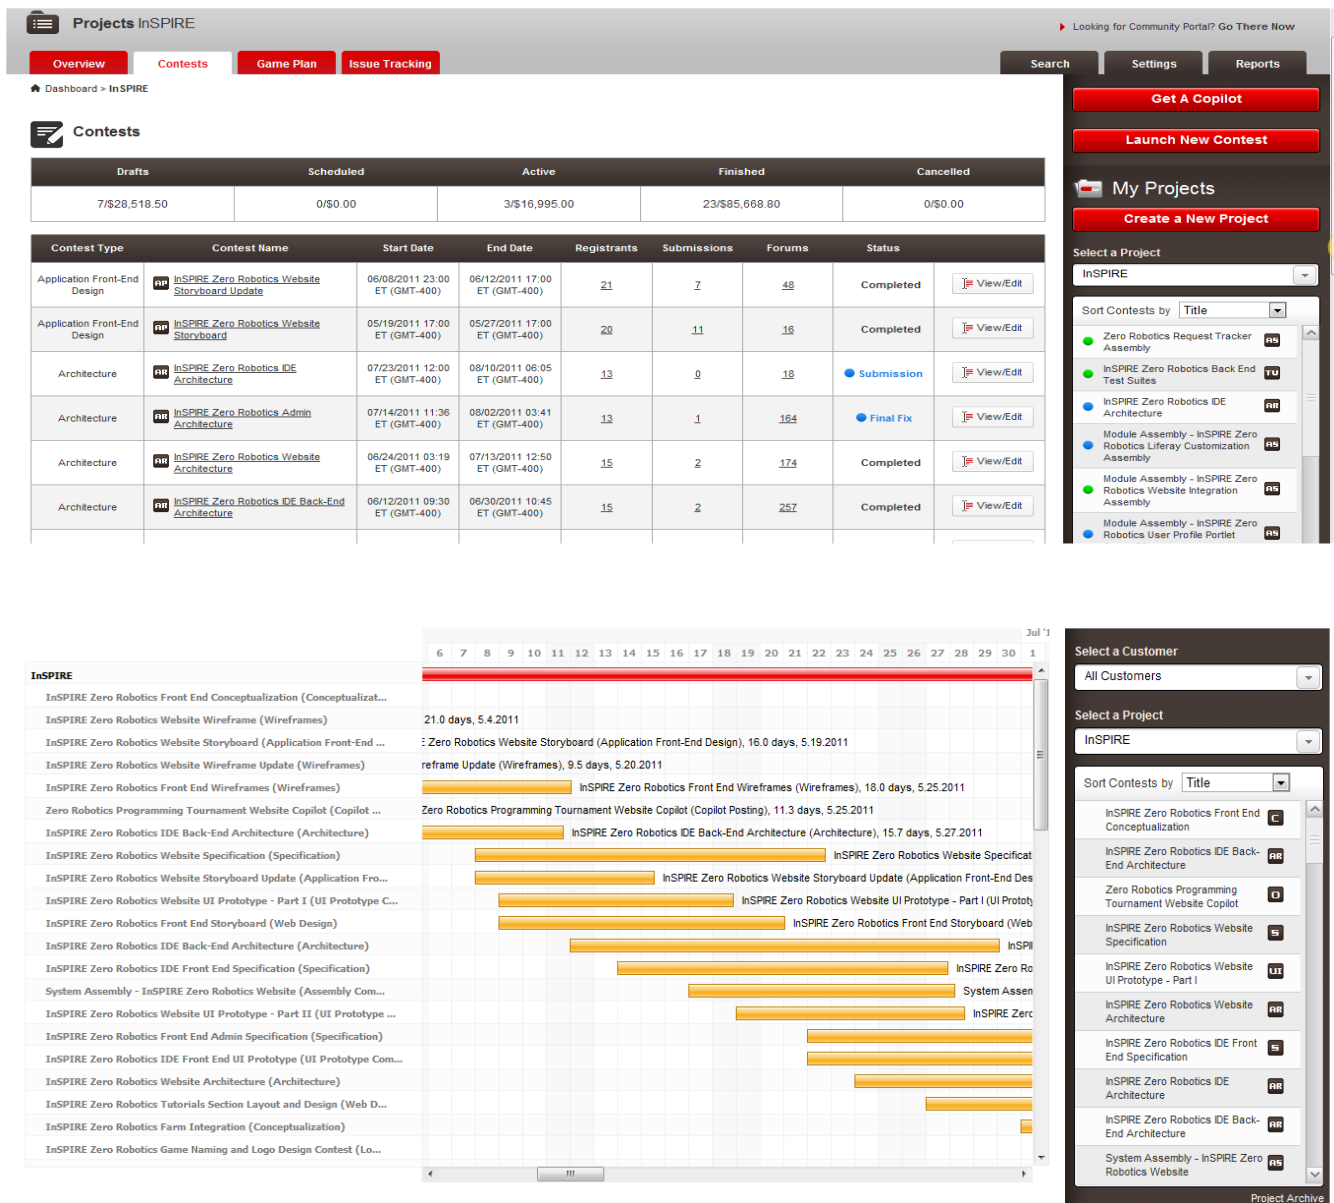 Projects InSPIRE
Looking for Community Portal? Go There Now
Overview Contests Game Plan Issue Tracking Search Settings Reports
Dashboard > InSPIRE
Contests
Drafts Scheduled Active Finished Cancelled
7/$28,518.50 0/$0.00 3/$16,995.00 23/$85,668.80 0/$0.00
Contest Type Contest Name Start Date End Date Registrants Submissions Forums Status
Application Front-End Design AP InSPIRE Zero Robotics Website Storyboard Update 06/08/2011 23:00 ET (GMT-400) 06/12/2011 17:00 ET (GMT-400) 21 7 48 Completed View/Edit
Application Front-End Design AP InSPIRE Zero Robotics Website Storyboard 05/19/2011 17:00 ET (GMT-400) 05/27/2011 17:00 ET (GMT-400) 20 11 16 Completed View/Edit
Architecture AR InSPIRE Zero Robotics IDE Architecture 07/23/2011 12:00 ET (GMT-400) 08/10/2011 06:05 ET (GMT-400) 13 0 18 Submission View/Edit
Architecture AR InSPIRE Zero Robotics Admin Architecture 07/14/2011 11:36 ET (GMT-400) 08/02/2011 03:41 ET (GMT-400) 13 1 164 Final Fix View/Edit
Architecture AR InSPIRE Zero Robotics Website Architecture 06/24/2011 03:19 ET (GMT-400) 07/13/2011 12:50 ET (GMT-400) 15 2 174 Completed View/Edit
Architecture AR InSPIRE Zero Robotics IDE Back-End Architecture 06/12/2011 09:30 ET (GMT-400) 06/30/2011 10:45 ET (GMT-400) 15 2 257 Completed View/Edit
Get A Copilot
Launch New Contest
My Projects
Create a New Project
Select a Project
InSPIRE
Sort Contests by Title
Zero Robotics Request Tracker
Assembly AS
InSPIRE Zero Robotics Back End
Test Suites TU
InSPIRE Zero Robotics IDE
Architecture AR
Module Assembly - InSPIRE Zero
Robotics Liferay Customization AS
Assembly
Module Assembly - InSPIRE Zero
Robotics Website Integration AS
Assembly
Module Assembly - InSPIRE Zero
Robotics User Profile Portlet AS
Jul '1
6 7 8 9 10 11 12 13 14 15 16 17 18 19 20 21 22 23 24 25 26 27 28 29 30 1
InSPIRE
InSPIRE Zero Robotics Front End Conceptualization (Conceptualizat...
InSPIRE Zero Robotics Website Wireframe (Wireframes) 21.0 days, 5.4.2011
InSPIRE Zero Robotics Website Storyboard (Application Front-End ... E Zero Robotics Website Storyboard (Application Front-End Design), 16.0 days, 5.19.2011
InSPIRE Zero Robotics Website Wireframe Update (Wireframes) reframe Update (Wireframes), 9.5 days, 5.20.2011
InSPIRE Zero Robotics Front End Wireframes (Wireframes) InSPIRE Zero Robotics Front End Wireframes (Wireframes), 18.0 days, 5.25.2011
Zero Robotics Programming Tournament Website Copilot (Copilot ... Zero Robotics Programming Tournament Website Copilot (Copilot Posting), 11.3 days, 5.25.2011
InSPIRE Zero Robotics IDE Back-End Architecture (Architecture) InSPIRE Zero Robotics IDE Back-End Architecture (Architecture), 15.7 days, 5.27.2011
InSPIRE Zero Robotics Website Specification (Specification) InSPIRE Zero Robotics Website Specificat
InSPIRE Zero Robotics Website Storyboard Update (Application Fro... InSPIRE Zero Robotics Website Storyboard Update (Application Front-End Des
InSPIRE Zero Robotics Website UI Prototype - Part I (UI Prototype C... InSPIRE Zero Robotics Website UI Prototype - Part I (UI Prototy
InSPIRE Zero Robotics Front End Storyboard (Web Design) InSPIRE Zero Robotics Front End Storyboard (Web
InSPIRE Zero Robotics IDE Back-End Architecture (Architecture) InSPI
InSPIRE Zero Robotics IDE Front End Specification (Specification) InSPIRE Zero Ro
System Assembly - InSPIRE Zero Robotics Website (Assembly Com... System Assem
InSPIRE Zero Robotics Website UI Prototype - Part II (UI Prototype ... InSPIRE Zero
InSPIRE Zero Robotics Front End Admin Specification (Specification)
InSPIRE Zero Robotics IDE Front End UI Prototype (UI Prototype Com...
InSPIRE Zero Robotics Website Architecture (Architecture)
InSPIRE Zero Robotics Tutorials Section Layout and Design (Web D...
InSPIRE Zero Robotics Farm Integration (Conceptualization)
InSPIRE Zero Robotics Game Naming and Logo Design Contest (Lo...
Select a Customer
All Customers
Select a Project
InSPIRE
Sort Contests by Title
InSPIRE Zero Robotics Front End
Conceptualization C
InSPIRE Zero Robotics IDE Back-
End Architecture AR
Zero Robotics Programming
Tournament Website Copilot O
InSPIRE Zero Robotics Website
Specification S
InSPIRE Zero Robotics Website
UI Prototype - Part I UI
InSPIRE Zero Robotics Website
Architecture AR
InSPIRE Zero Robotics IDE Front
End Specification S
InSPIRE Zero Robotics IDE
Architecture AR
InSPIRE Zero Robotics IDE Back-
End Architecture AR
System Assembly - InSPIRE Zero
Robotics Website AS
Project Archive